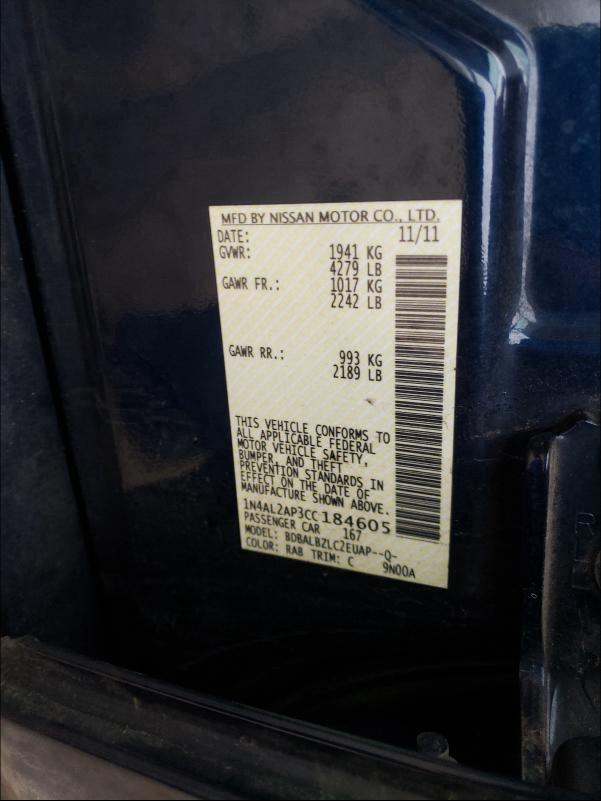 MFD BY NISSAN MOTOR CO., LTD.
DATE: 11/11
GVWR: 1941 KG
4279 LB
GAWR FR.: 1017 KG
2242 LB
GAWR RR.: 993 KG
2189 LB
THIS VEHICLE CONFORMS TO
ALL APPLICABLE FEDERAL
MOTOR VEHICLE SAFETY,
BUMPER, AND THEFT
PREVENTION STANDARDS IN
EFFECT ON THE DATE OF
MANUFACTURE SHOWN ABOVE.
1N4AL2AP3CC184605
PASSENGER CAR 167
MODEL: BDBALBZLC2EUAP--Q-
COLOR: RAB TRIM: C 9N00A